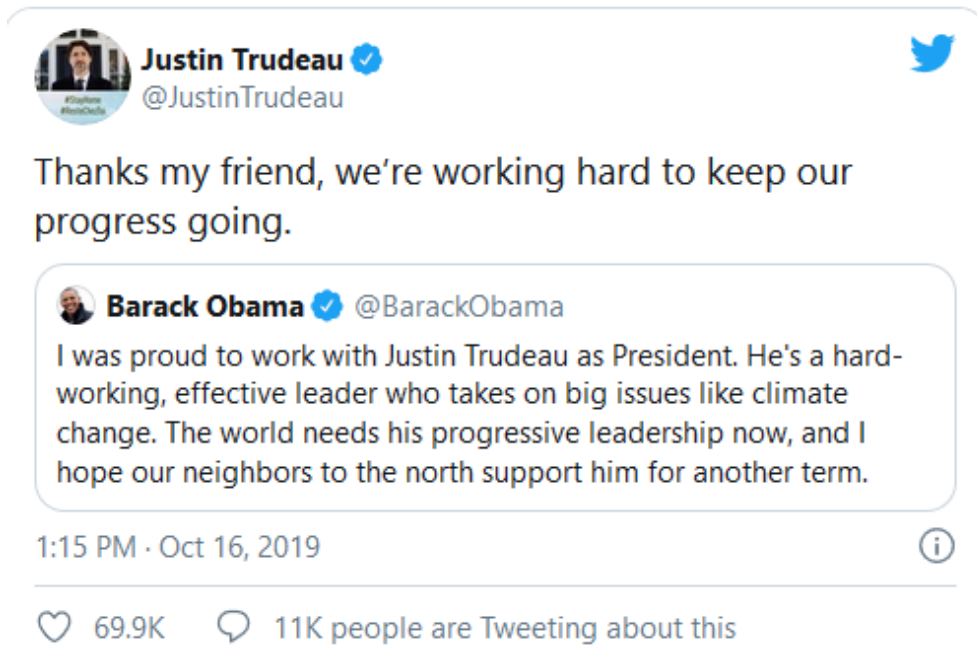 Justin Trudeau
@JustinTrudeau
#StayHome
Thanks my friend, we're working hard to keep our
progress going.
Barack Obama @BarackObama
I was proud to work with Justin Trudeau as President. He's a hard-
working, effective leader who takes on big issues like climate
change. The world needs his progressive leadership now, and I
hope our neighbors to the north support him for another term.
1:15 PM · Oct 16, 2019
69.9K 11K people are Tweeting about this